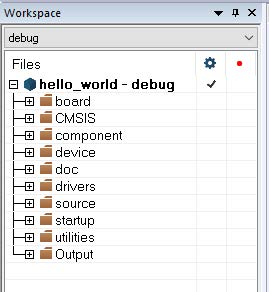 Workspace
debug
Files
hello_world - debug
board
CMSIS
component
device
doc
drivers
source
startup
utilities
Output